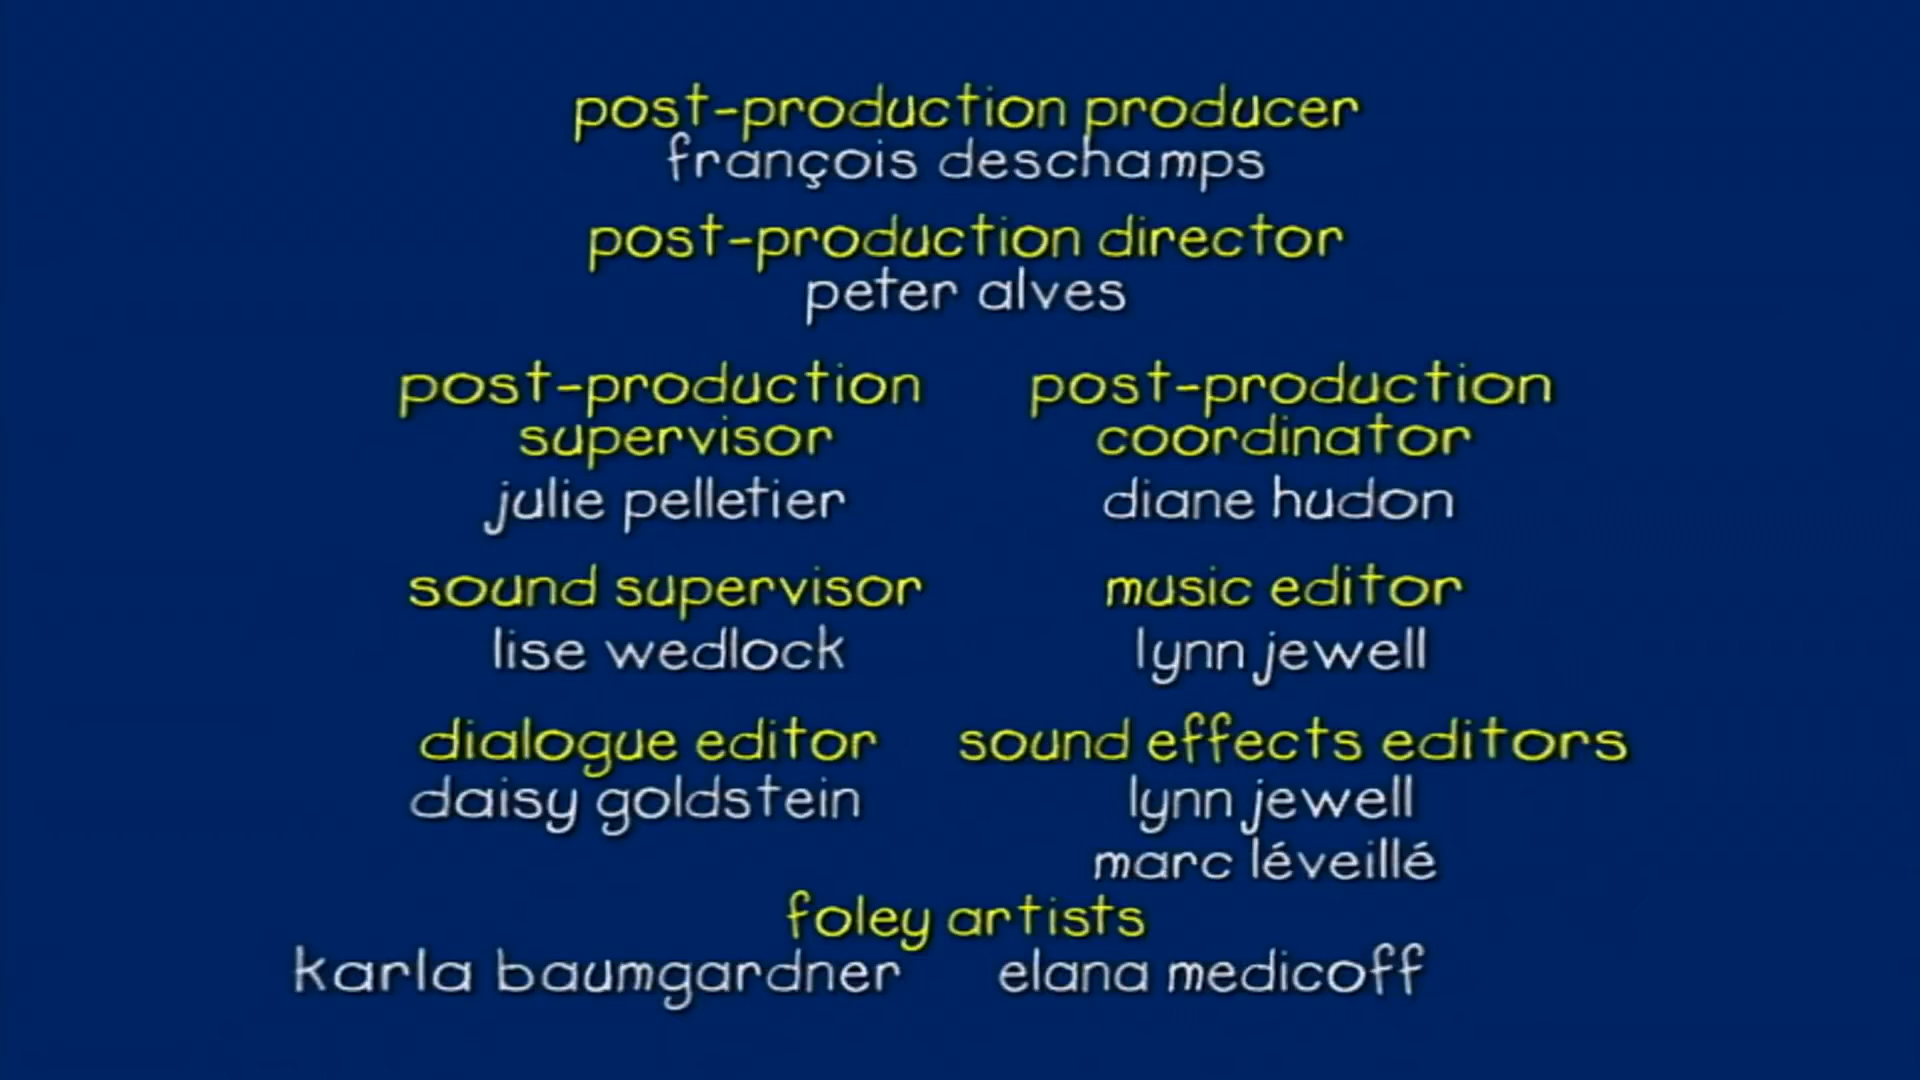 post-production producer
françois deschamps
post-production director
peter alves
post-production
supervisor
julie pelletier
post-production
coordinator
diane hudon
sound supervisor
lise wedlock
music editor
lynn jewell
dialogue editor
daisy goldstein
sound effects editors
lynn jewell
marc léveillé
foley artists
karla baumgardner elana medicoff